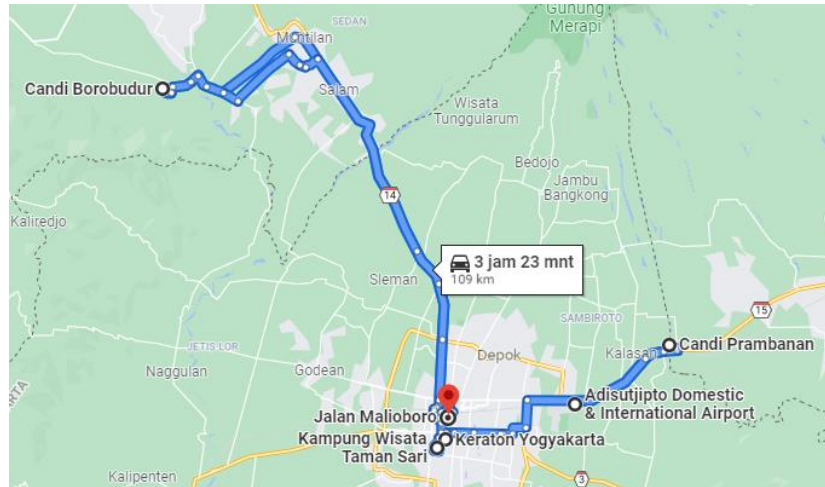 SEDAN
Muntilan
Gunung
Merapi
Candi Borobudur
Salam
Wisata
Tunggularum
Bedojo
Jambu
Bangkong
14
Kaliredjo
3 jam 23 mnt
109 km
Sleman
15
SAMBIROTO
JETIS LOR
Depok
Kalasan
Candi Prambanan
Naggulan
Godean
Adisutjipto Domestic
& International Airport
Jalan Malioboro
Kampung Wisata
Taman Sari
Keraton Yogyakarta
KARTA
Kalipenten
3